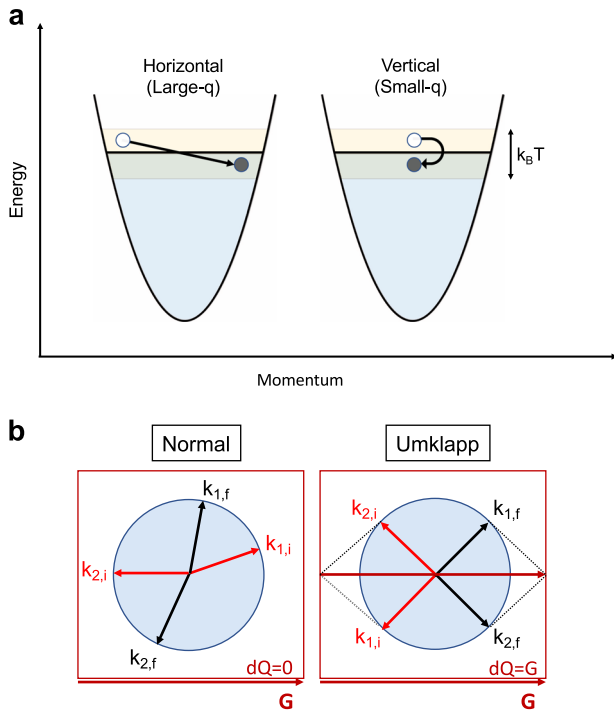 a
Horizontal
(Large-q)
Vertical
(Small-q)
kBT
Energy
Momentum
b
Normal
Umklapp
k1,f
k1,i
k2,i
k2,f
dQ=0
G
k2,i
k1,f
k1,i
k2,f
dQ=G
G